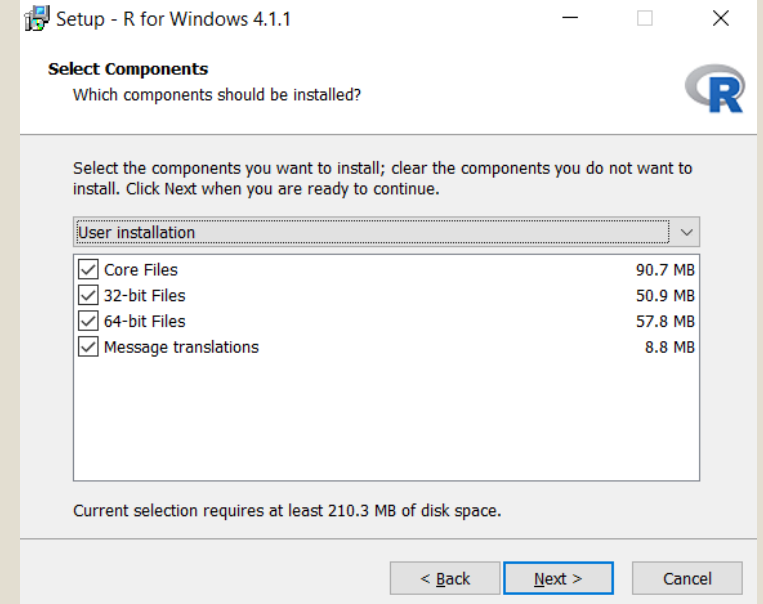 Setup - R for Windows 4.1.1
Select Components
Which components should be installed?
R
Select the components you want to install; clear the components you do not want to
install. Click Next when you are ready to continue.
User installation
Core Files 90.7 MB
32-bit Files 50.9 MB
64-bit Files 57.8 MB
Message translations 8.8 MB
Current selection requires at least 210.3 MB of disk space.
< Back Next > Cancel